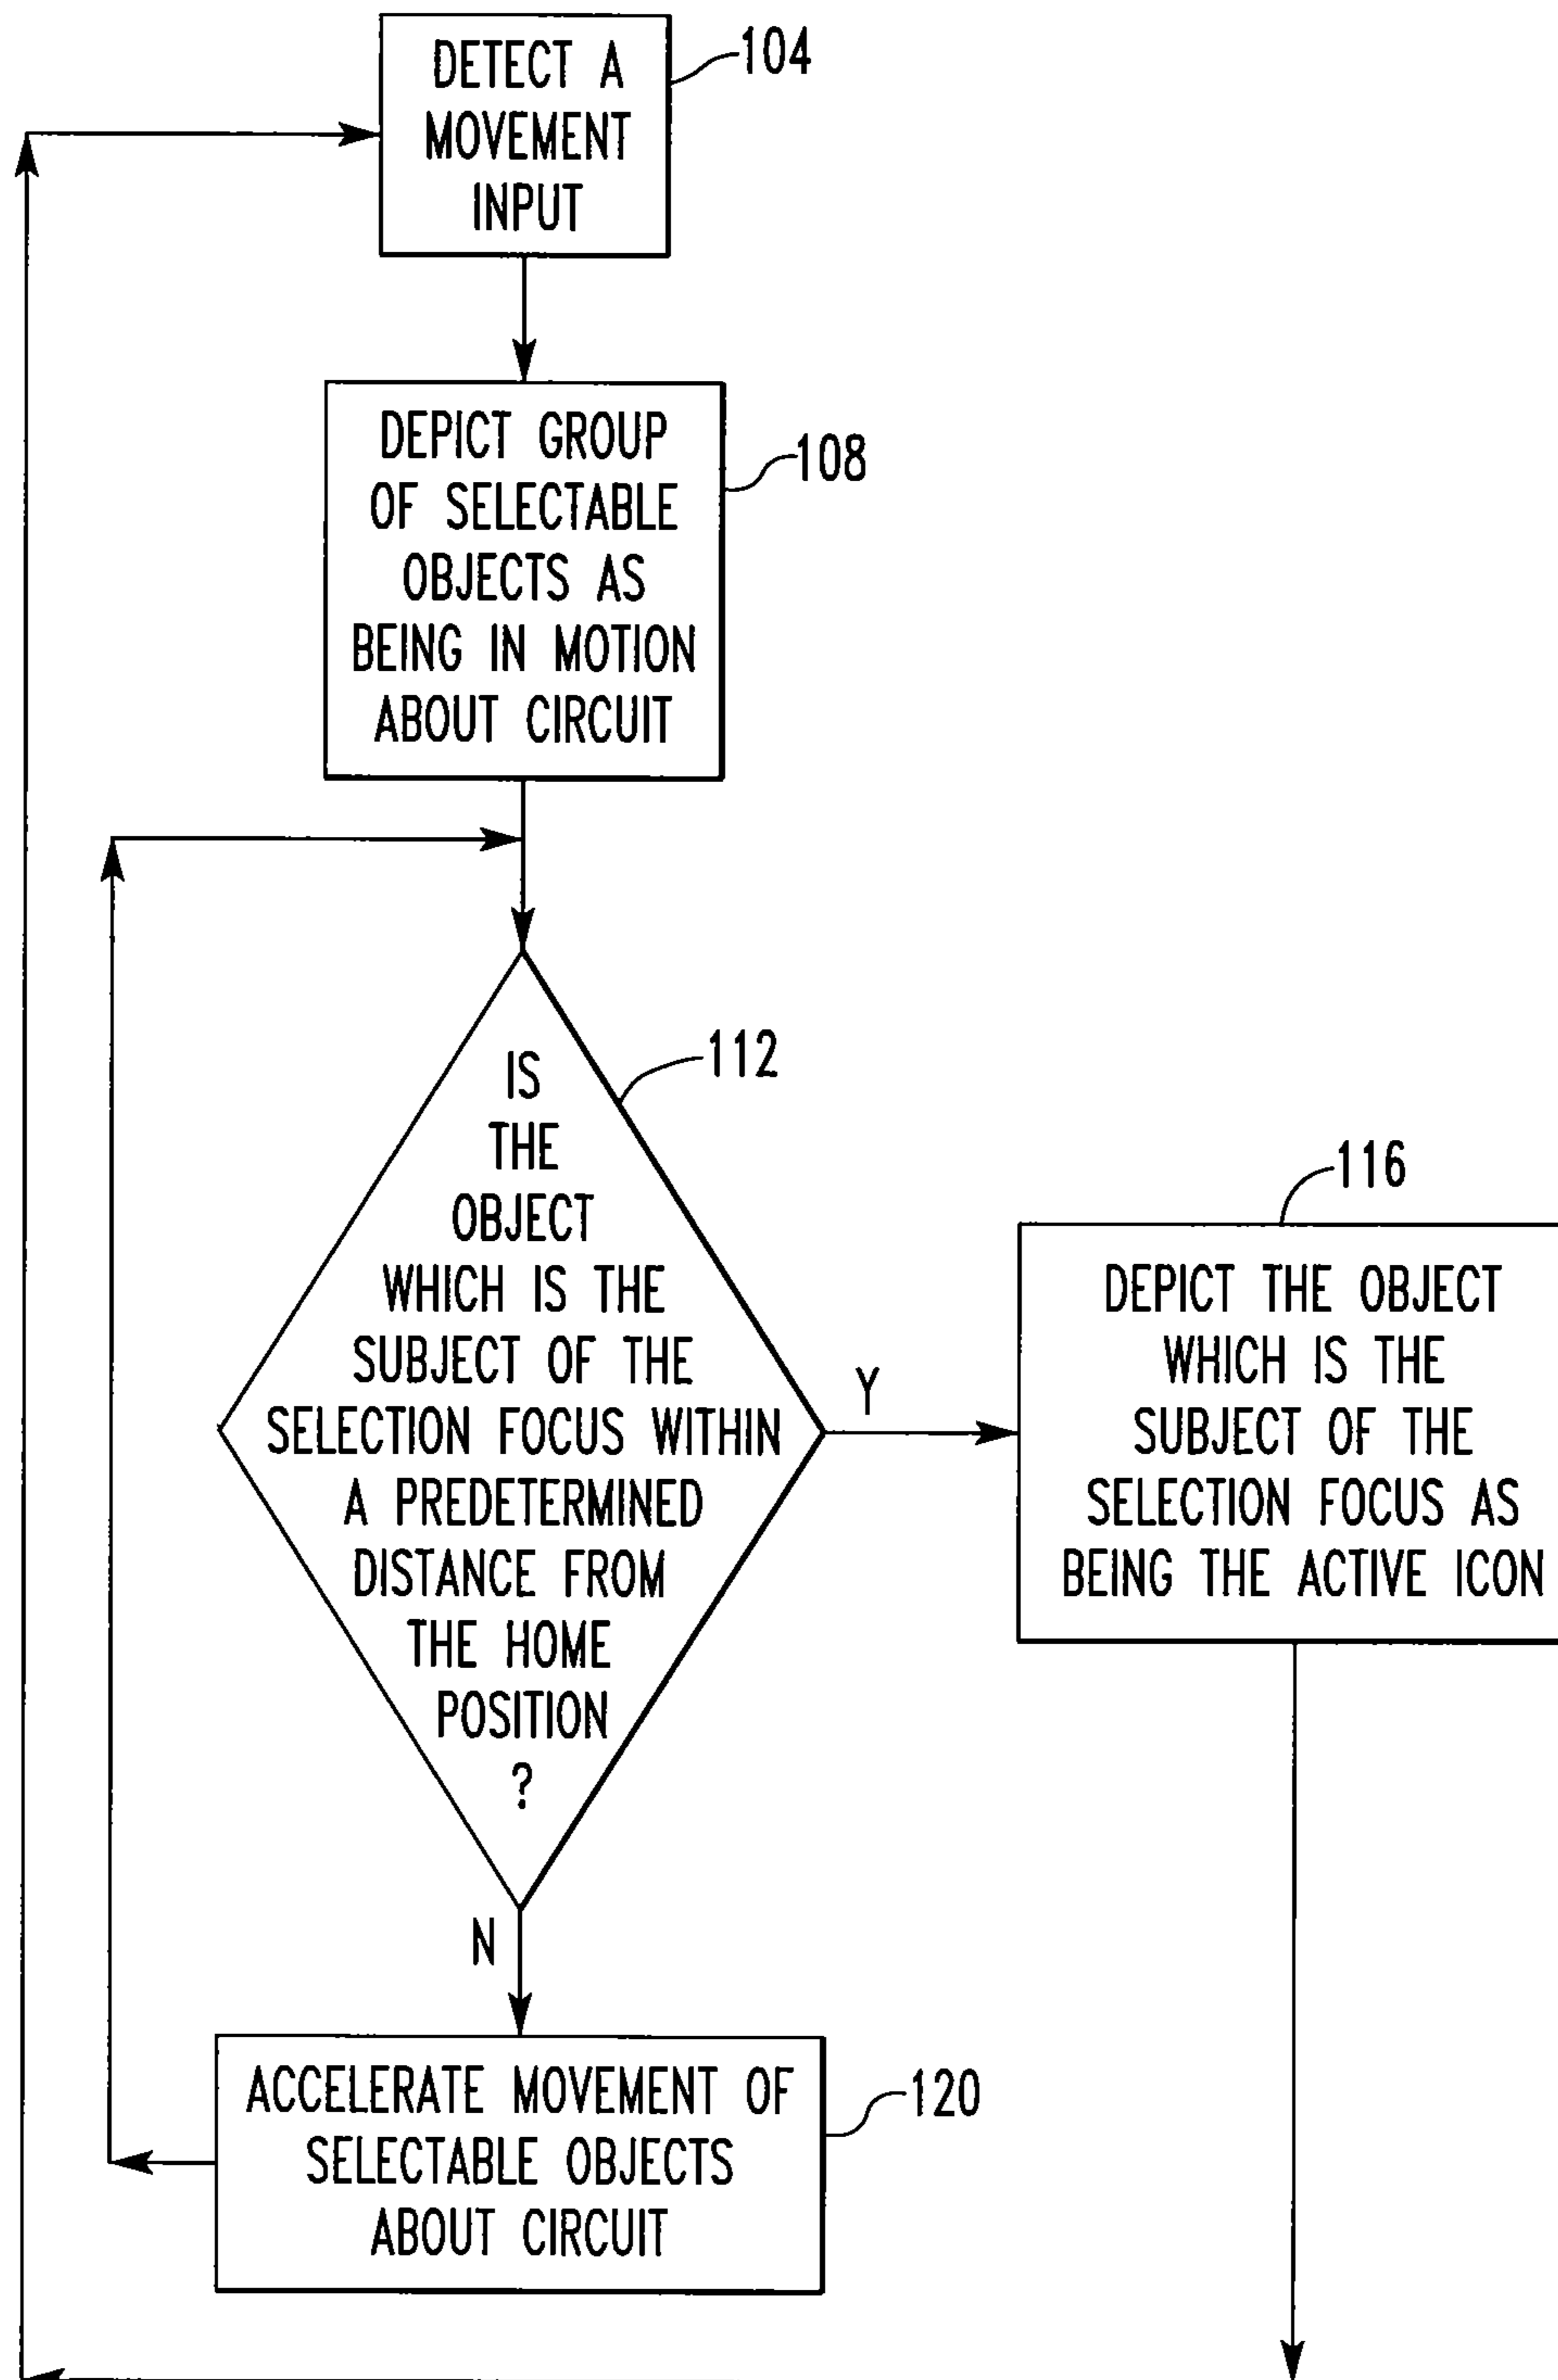 DETECT A
MOVEMENT
INPUT
104
DEPICT GROUP
OF SELECTABLE
OBJECTS AS
BEING IN MOTION
ABOUT CIRCUIT
108
IS
THE
OBJECT
WHICH IS THE
SUBJECT OF THE
SELECTION FOCUS WITHIN
A PREDETERMINED
DISTANCE FROM
THE HOME
POSITION
?
112
Y
116
DEPICT THE OBJECT
WHICH IS THE
SUBJECT OF THE
SELECTION FOCUS AS
BEING THE ACTIVE ICON
N
ACCELERATE MOVEMENT OF
SELECTABLE OBJECTS
ABOUT CIRCUIT
120